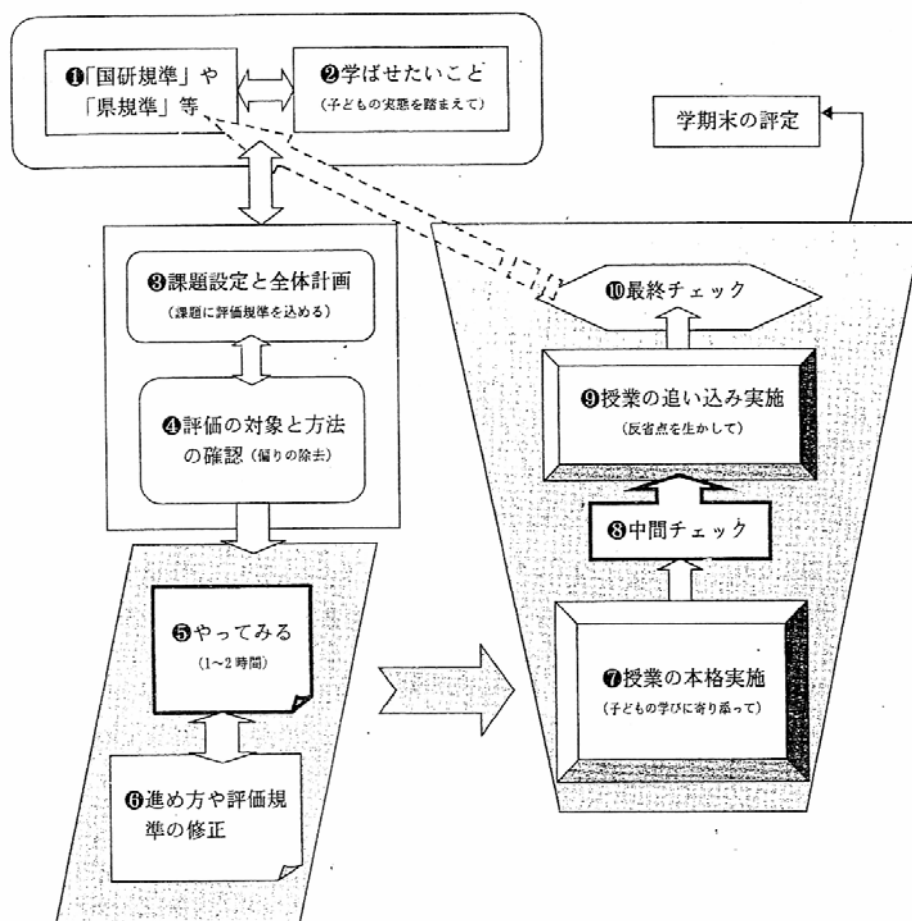 ❶「国研規準」や
「県規準」等
❷学ばせたいこと
(子どもの実態を踏まえて)
学期末の評定
❸課題設定と全体計画
(課題に評価規準を込める)
❹評価の対象と方法
の確認(偏りの除去)
❺やってみる
(1〜2時間)
❻進め方や評価規
準の修正
❿最終チェック
❾授業の追い込み実施
(反省点を生かして)
❽中間チェック
❼授業の本格実施
(子どもの学びに寄り添って)